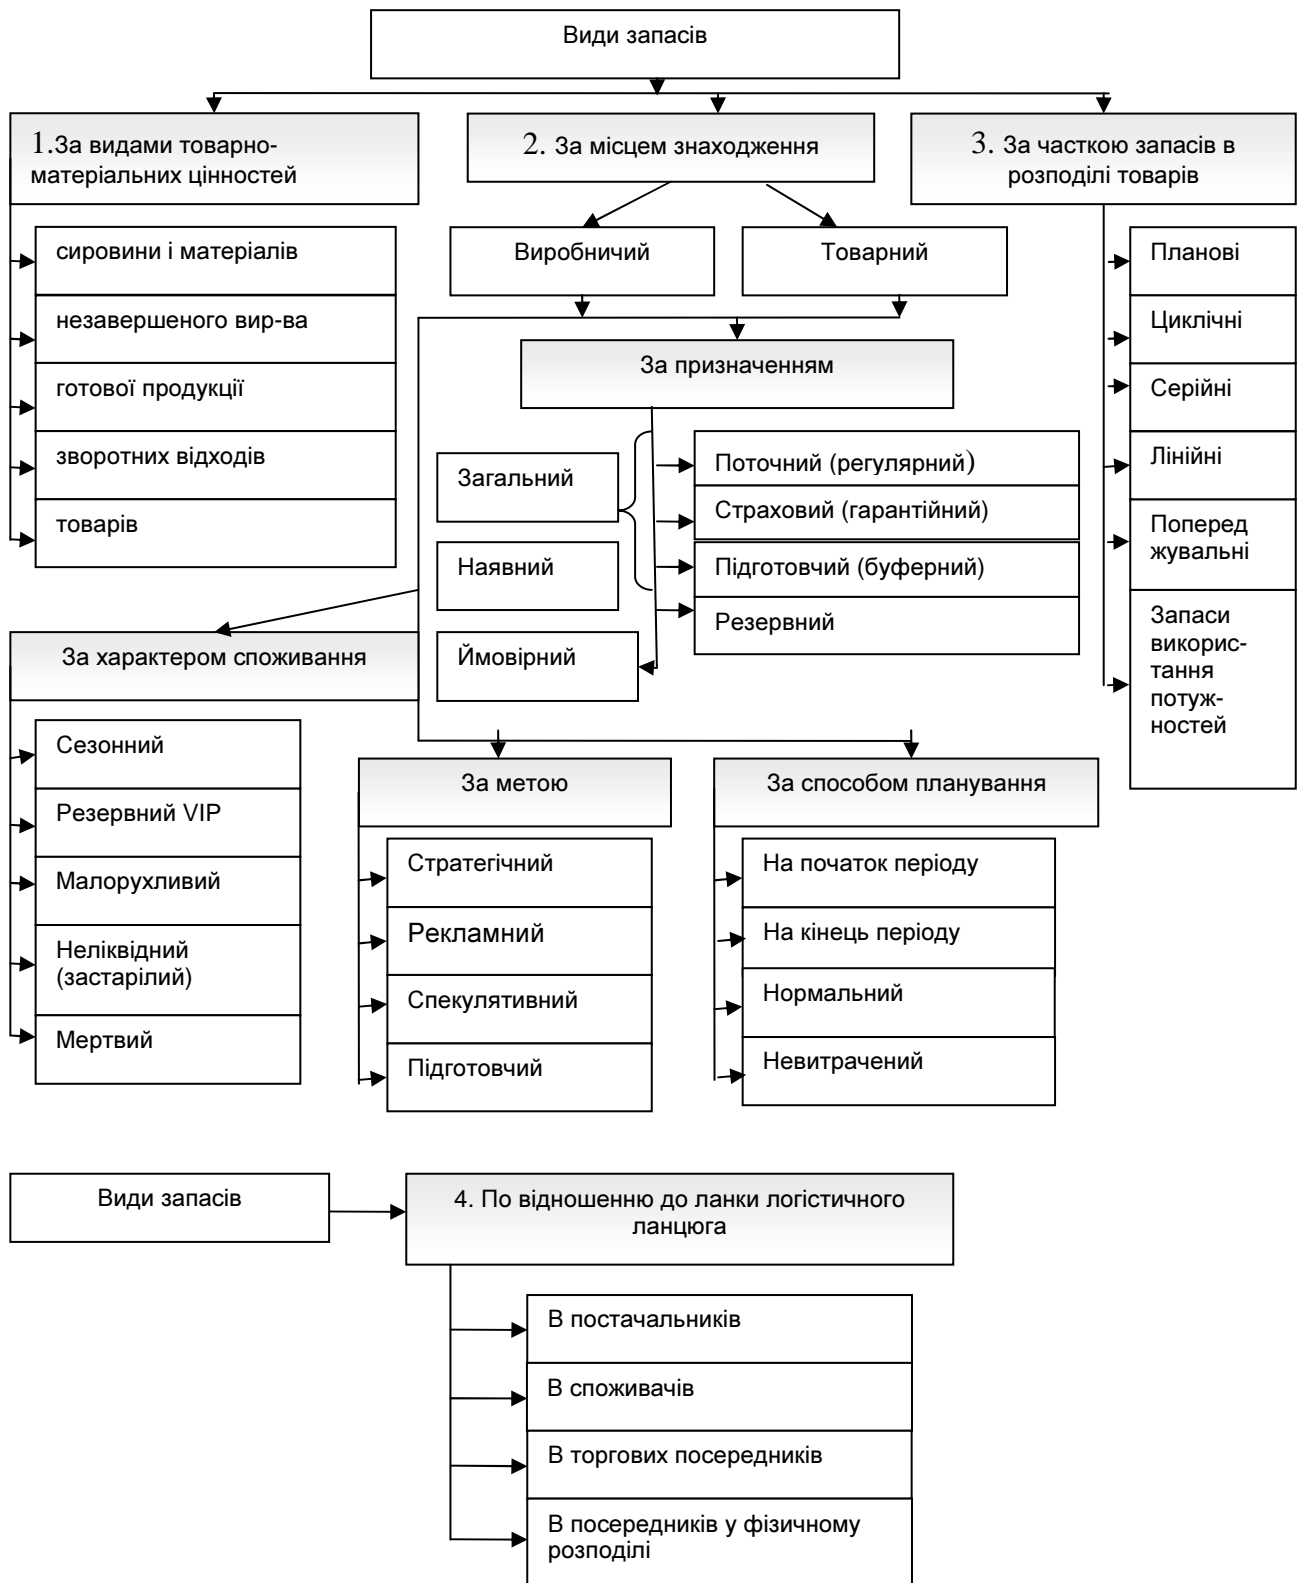 Види запасів
1.За видами товарно-
матеріальних цінностей
2. За місцем знаходження
3. За часткою запасів в
розподілі товарів
сировини і матеріалів
незавершеного вир-ва
готової продукції
зворотних відходів
товарів
Виробничий
Товарний
Планові
Циклічні
Серійні
Лінійні
Поперед
жувальні
Запаси
викорис-
тання
потуж-
ностей
За призначенням
Загальний
Наявний
Ймовірний
Поточний (регулярний)
Страховий (гарантійний)
Підготовчий (буферний)
Резервний
За характером споживання
Сезонний
Резервний VIP
Малорухливий
Неліквідний
(застарілий)
Мертвий
За метою
Стратегічний
Рекламний
Спекулятивний
Підготовчий
За способом планування
На початок періоду
На кінець періоду
Нормальний
Невитрачений
Види запасів
4. По відношенню до ланки логістичного
ланцюга
В постачальників
В споживачів
В торгових посередників
В посередників у фізичному
розподілі